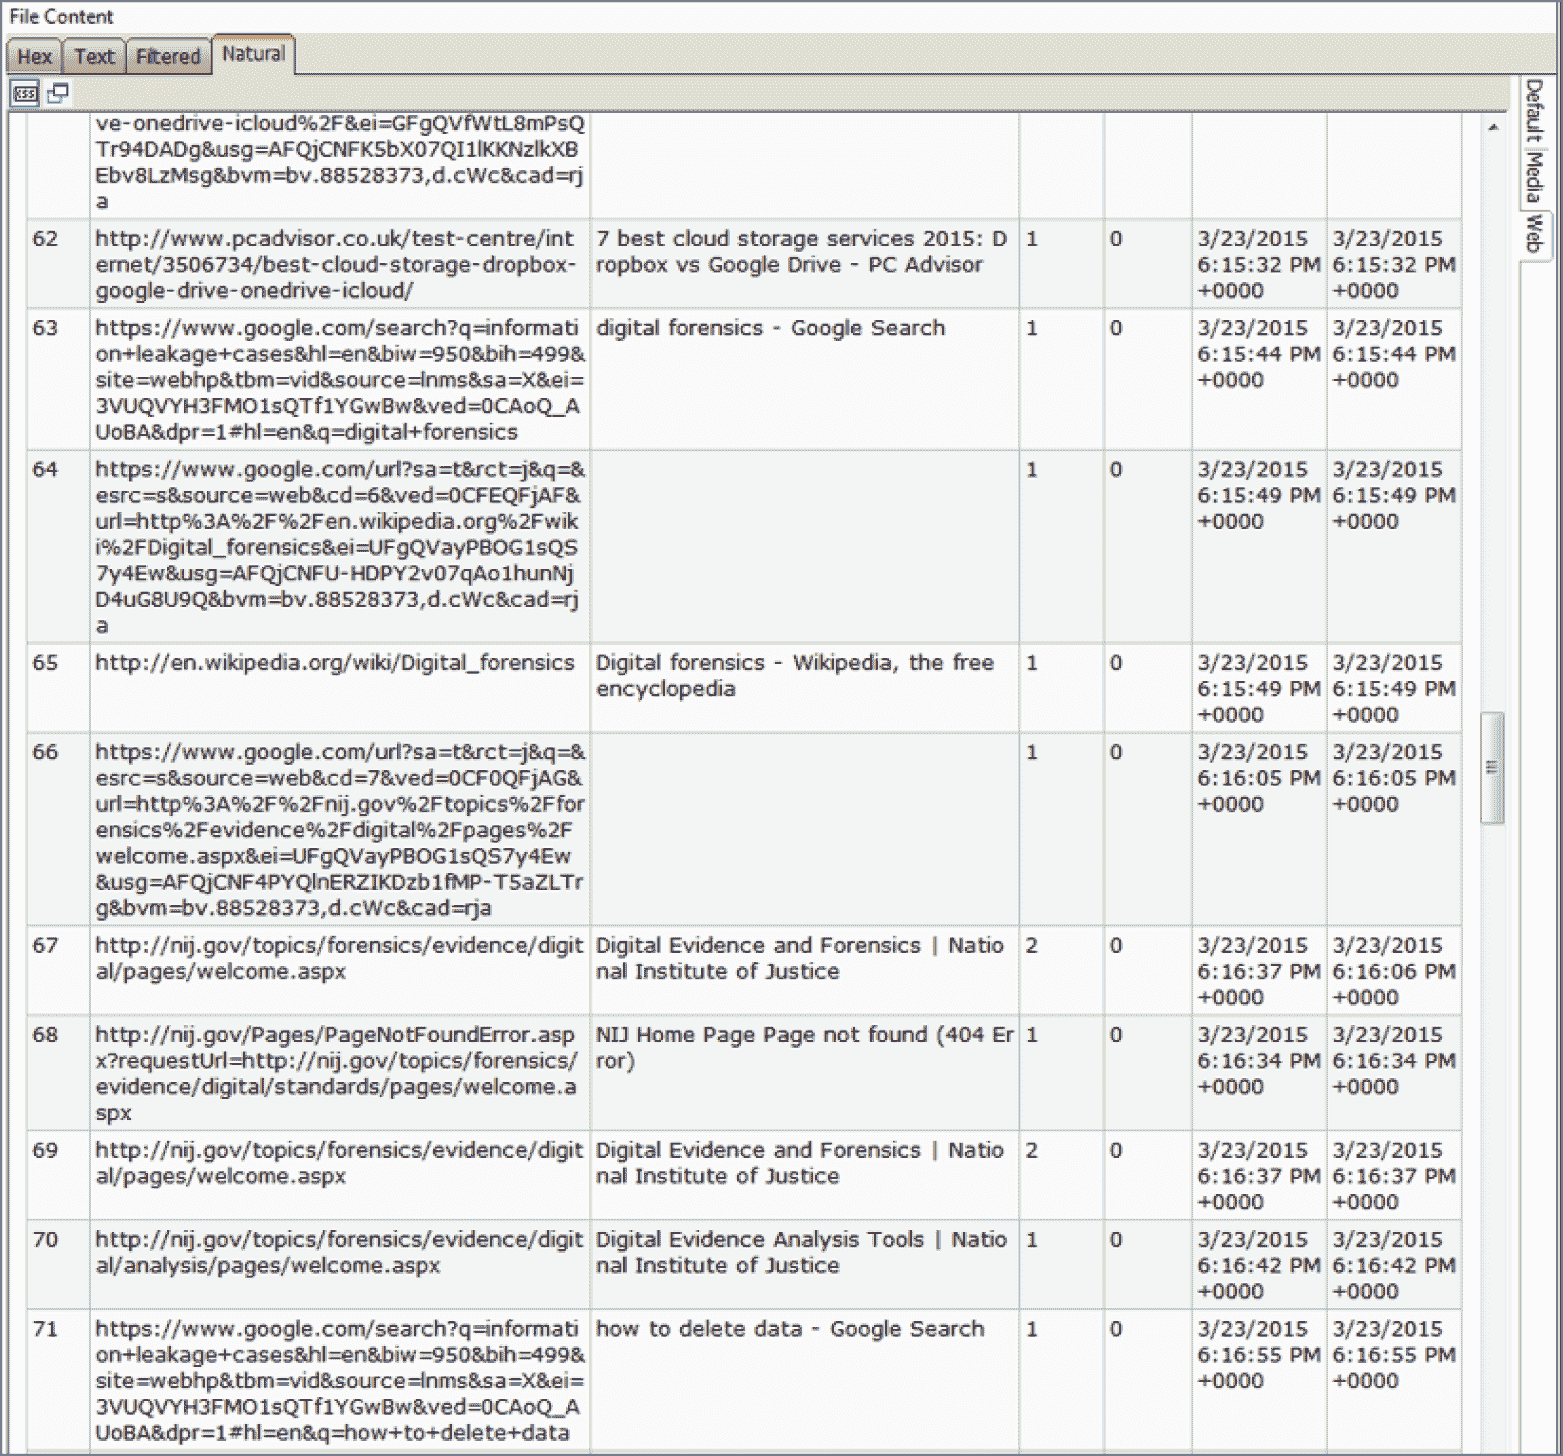 File Content
Hex Text Filtered Natural
Default Media Web
ve-onedrive-icloud%2F&ei=GFgQVfWtL8mPsQ
Tr94DADg&usg=AFQjCNFK5bX07QI1lKKNzlkXB
Ebv8LzMsg&bvm=bv.88528373,d.cWc&cad=rj
a
62 http://www.pcadvisor.co.uk/test-centre/int 7 best cloud storage services 2015: D 1 0 3/23/2015 3/23/2015
ernet/3506734/best-cloud-storage-dropbox- ropbox vs Google Drive - PC Advisor 6:15:32 PM 6:15:32 PM
google-drive-onedrive-icloud/ +0000 +0000
63 https://www.google.com/search?q=informati digital forensics - Google Search 1 0 3/23/2015 3/23/2015
on+leakage+cases&hl=en&biw=950&bih=499& 6:15:44 PM 6:15:44 PM
site=webhp&tbm=vid&source=lnms&sa=X&ei= +0000 +0000
3VUQVYH3FMO1sQTf1YGwBw&ved=0CAoQ_A
UoBA&dpr=1#hl=en&q=digital+forensics
64 https://www.google.com/url?sa=t&rct=j&q=& 1 0 3/23/2015 3/23/2015
esrc=s&source=web&cd=6&ved=0CFEQFjAF& 6:15:49 PM 6:15:49 PM
url=http%3A%2F%2Fen.wikipedia.org%2Fwik +0000 +0000
i%2FDigital_forensics&ei=UFgQVayPBOG1sQS
7y4Ew&usg=AFQjCNFU-HDPY2v07qAo1hunNj
D4uG8U9Q&bvm=bv.88528373,d.cWc&cad=rj
a
65 http://en.wikipedia.org/wiki/Digital_forensics Digital forensics - Wikipedia, the free 1 0 3/23/2015 3/23/2015
encyclopedia 6:15:49 PM 6:15:49 PM
+0000 +0000
66 https://www.google.com/url?sa=t&rct=j&q=& 1 0 3/23/2015 3/23/2015
esrc=s&source=web&cd=7&ved=0CF0QFjAG& 6:16:05 PM 6:16:05 PM
url=http%3A%2F%2Fnij.gov%2Ftopics%2Ffor +0000 +0000
ensics%2Fevidence%2Fdigital%2Fpages%2F
welcome.aspx&ei=UFgQVayPBOG1sQS7y4Ew
&usg=AFQjCNF4PYQlnERZIKDzb1fMP-T5aZLTr
g&bvm=bv.88528373,d.cWc&cad=rja
67 http://nij.gov/topics/forensics/evidence/digit Digital Evidence and Forensics | Natio 2 0 3/23/2015 3/23/2015
al/pages/welcome.aspx nal Institute of Justice 6:16:37 PM 6:16:06 PM
+0000 +0000
68 http://nij.gov/Pages/PageNotFoundError.asp NIJ Home Page Page not found (404 Er 1 0 3/23/2015 3/23/2015
x?requestUrl=http://nij.gov/topics/forensics/ ror) 6:16:34 PM 6:16:34 PM
evidence/digital/standards/pages/welcome.a +0000 +0000
spx
69 http://nij.gov/topics/forensics/evidence/digit Digital Evidence and Forensics | Natio 2 0 3/23/2015 3/23/2015
al/pages/welcome.aspx nal Institute of Justice 6:16:37 PM 6:16:37 PM
+0000 +0000
70 http://nij.gov/topics/forensics/evidence/digit Digital Evidence Analysis Tools | Natio 1 0 3/23/2015 3/23/2015
al/analysis/pages/welcome.aspx nal Institute of Justice 6:16:42 PM 6:16:42 PM
+0000 +0000
71 https://www.google.com/search?q=informati how to delete data - Google Search 1 0 3/23/2015 3/23/2015
on+leakage+cases&hl=en&biw=950&bih=499& 6:16:55 PM 6:16:55 PM
site=webhp&tbm=vid&source=lnms&sa=X&ei= +0000 +0000
3VUQVYH3FMO1sQTf1YGwBw&ved=0CAoQ_A
UoBA&dpr=1#hl=en&q=how+to+delete+data